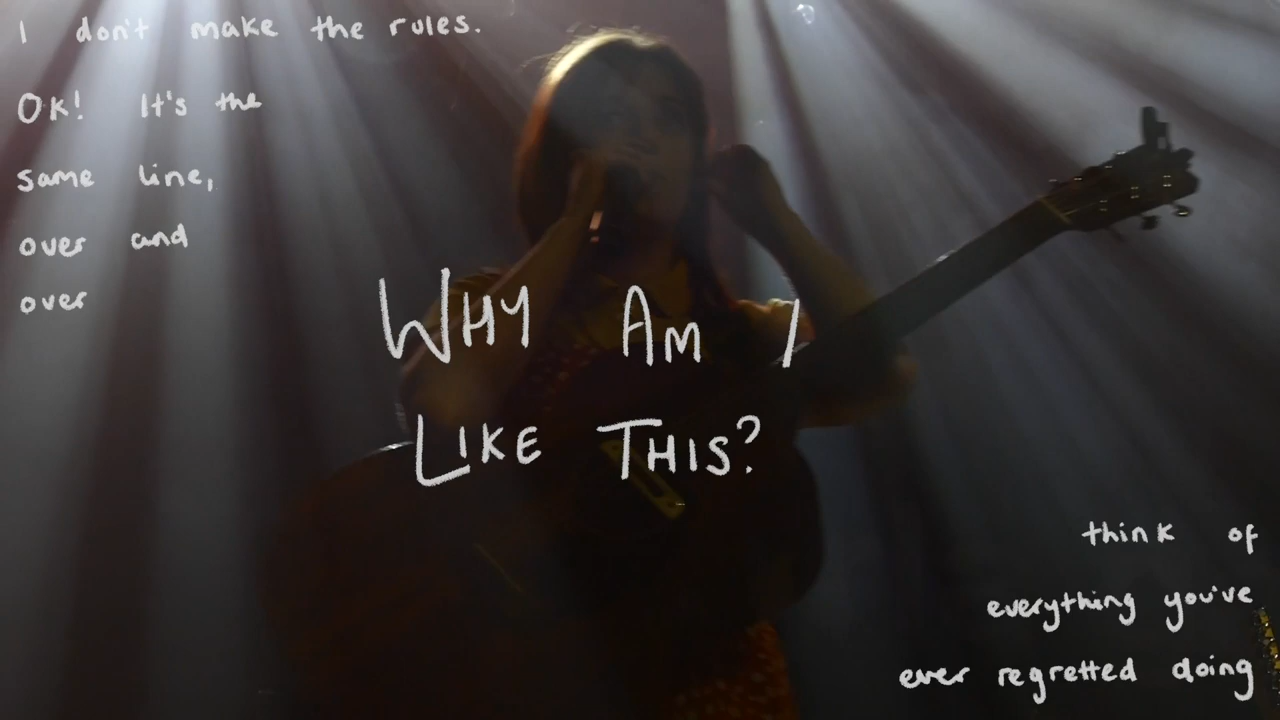 I don't make the rules.
OK! It's the
same line,
over and
over
WHY AM I
LIKE THIS?
think of
everything you've
ever regretted doing